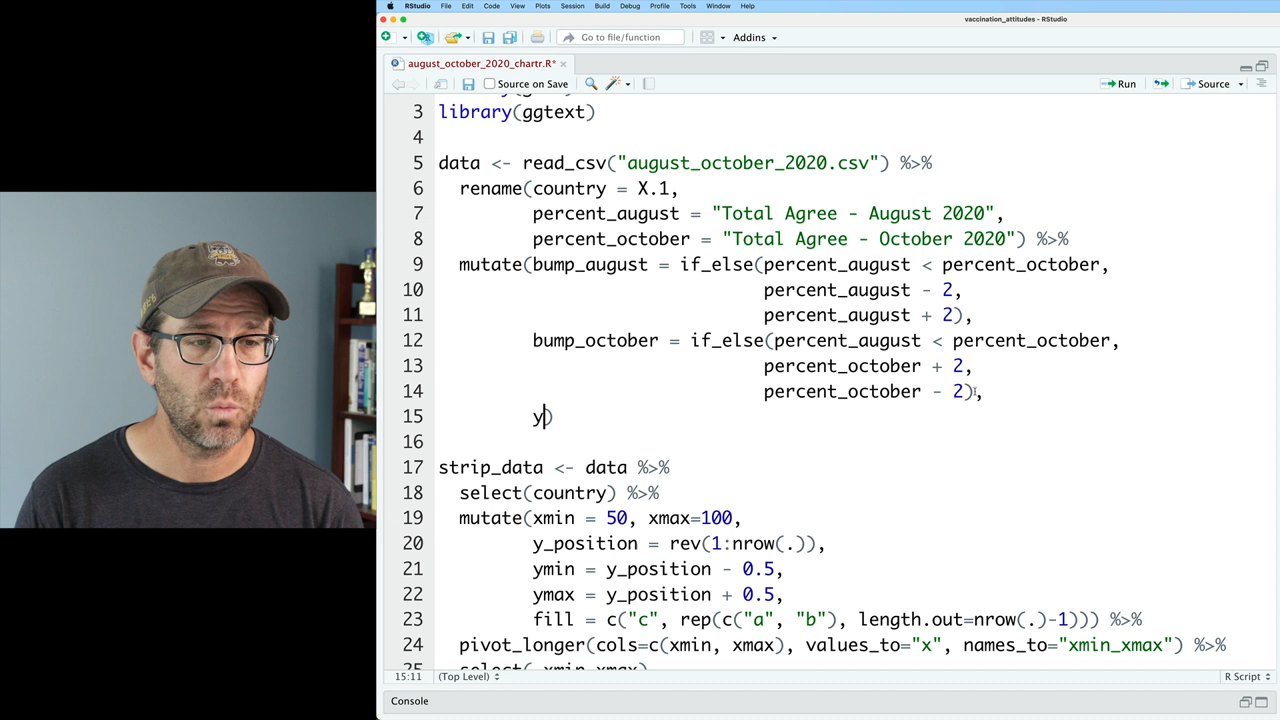 RStudio File Edit Code View Plots Session Build Debug Profile Tools Window Help
vaccination_attitudes - RStudio
Go to file/function Addins
august_october_2020_chartr.R*
Source on Save Run Source
3 library(ggtext)
4
5 data <- read_csv("august_october_2020.csv") %>%
6 rename(country = X.1,
7 percent_august = "Total Agree - August 2020",
8 percent_october = "Total Agree - October 2020") %>%
9 mutate(bump_august = if_else(percent_august < percent_october,
10 percent_august - 2,
11 percent_august + 2),
12 bump_october = if_else(percent_august < percent_october,
13 percent_october + 2,
14 percent_october - 2),
15 y)
16
17 strip_data <- data %>%
18 select(country) %>%
19 mutate(xmin = 50, xmax=100,
20 y_position = rev(1:nrow(.)),
21 ymin = y_position - 0.5,
22 ymax = y_position + 0.5,
23 fill = c("c", rep(c("a", "b"), length.out=nrow(.)-1))) %>%
24 pivot_longer(cols=c(xmin, xmax), values_to="x", names_to="xmin_xmax") %>%
15:11 (Top Level) R Script
Console